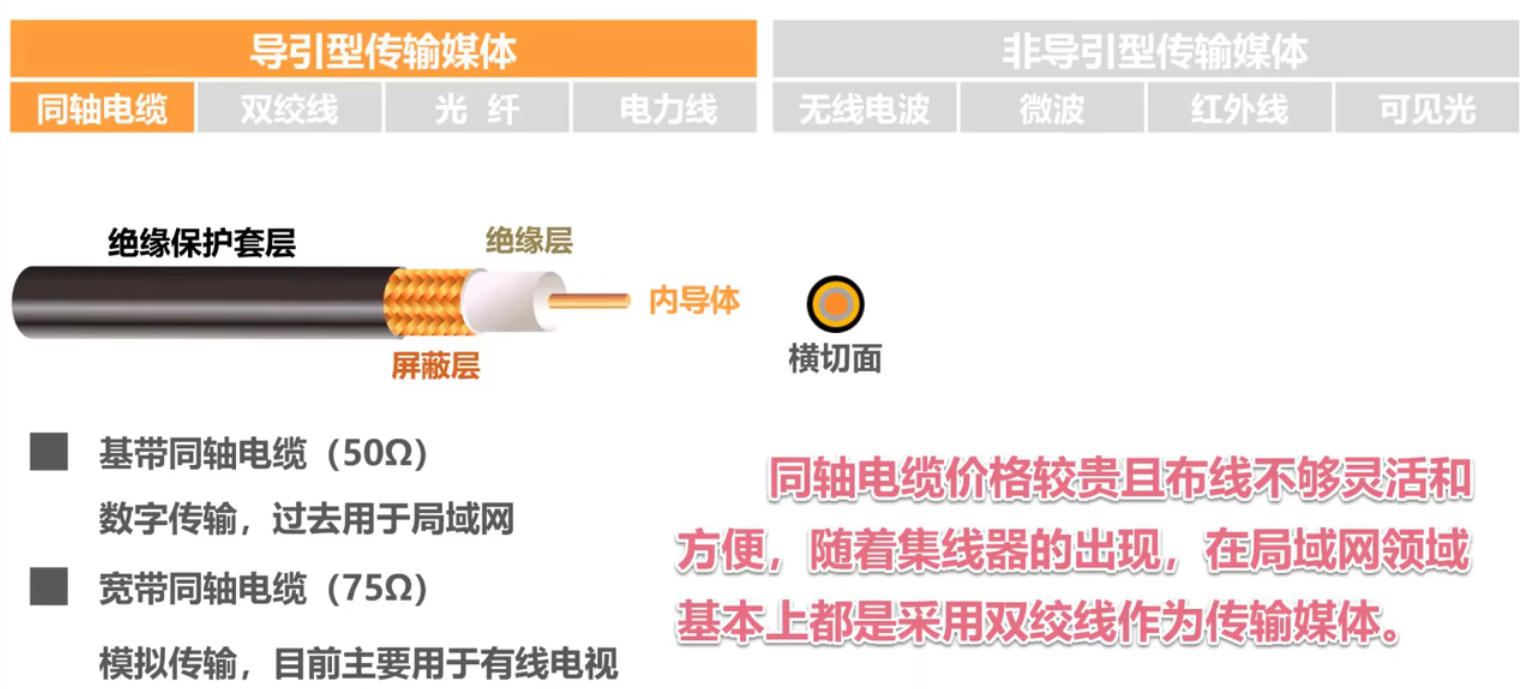 导引型传输媒体
非导引型传输媒体
同轴电缆
双绞线
光 纤
电力线
无线电波
微波
红外线
可见光
绝缘保护套层
绝缘层
内导体
屏蔽层
横切面
基带同轴电缆（50Ω）
数字传输，过去用于局域网
宽带同轴电缆（75Ω）
模拟传输，目前主要用于有线电视
同轴电缆价格较贵且布线不够灵活和
方便，随着集线器的出现，在局域网领域
基本上都是采用双绞线作为传输媒体。